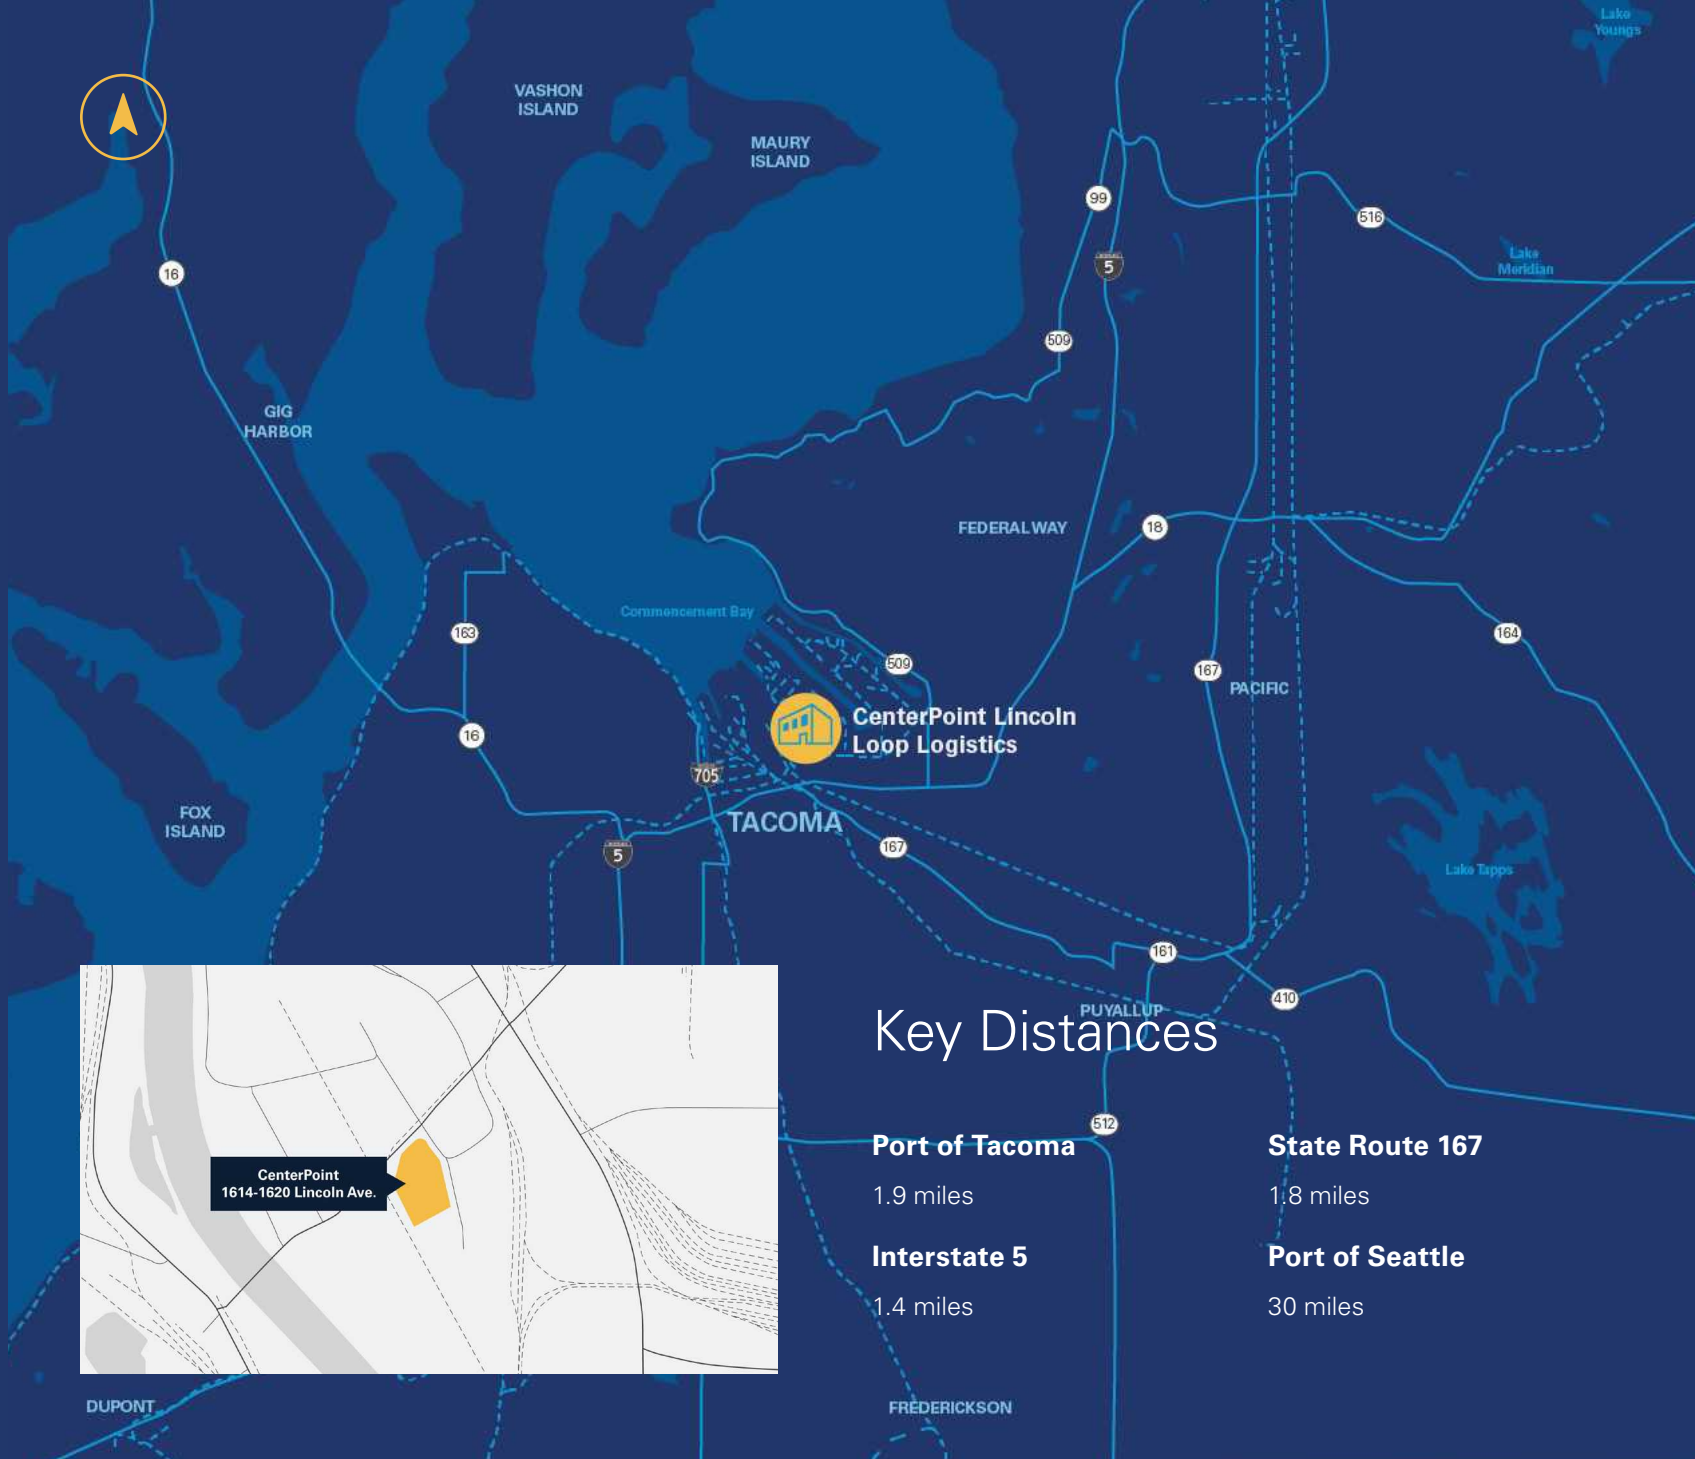 Lake
Youngs
VASHON
ISLAND
MAURY
ISLAND
99
516
5
Lake
Meridian
16
509
GIG
HARBOR
FEDERAL WAY
18
Commencement Bay
163
509
164
167
PACIFIC
CenterPoint Lincoln
Loop Logistics
16
705
FOX
ISLAND
TACOMA
5
167
Lake Tapps
161
410
PUYALLUP
Key Distances
512
Port of Tacoma
1.9 miles
State Route 167
1.8 miles
Interstate 5
1.4 miles
Port of Seattle
30 miles
CenterPoint
1614-1620 Lincoln Ave.
DUPONT
FREDERICKSON